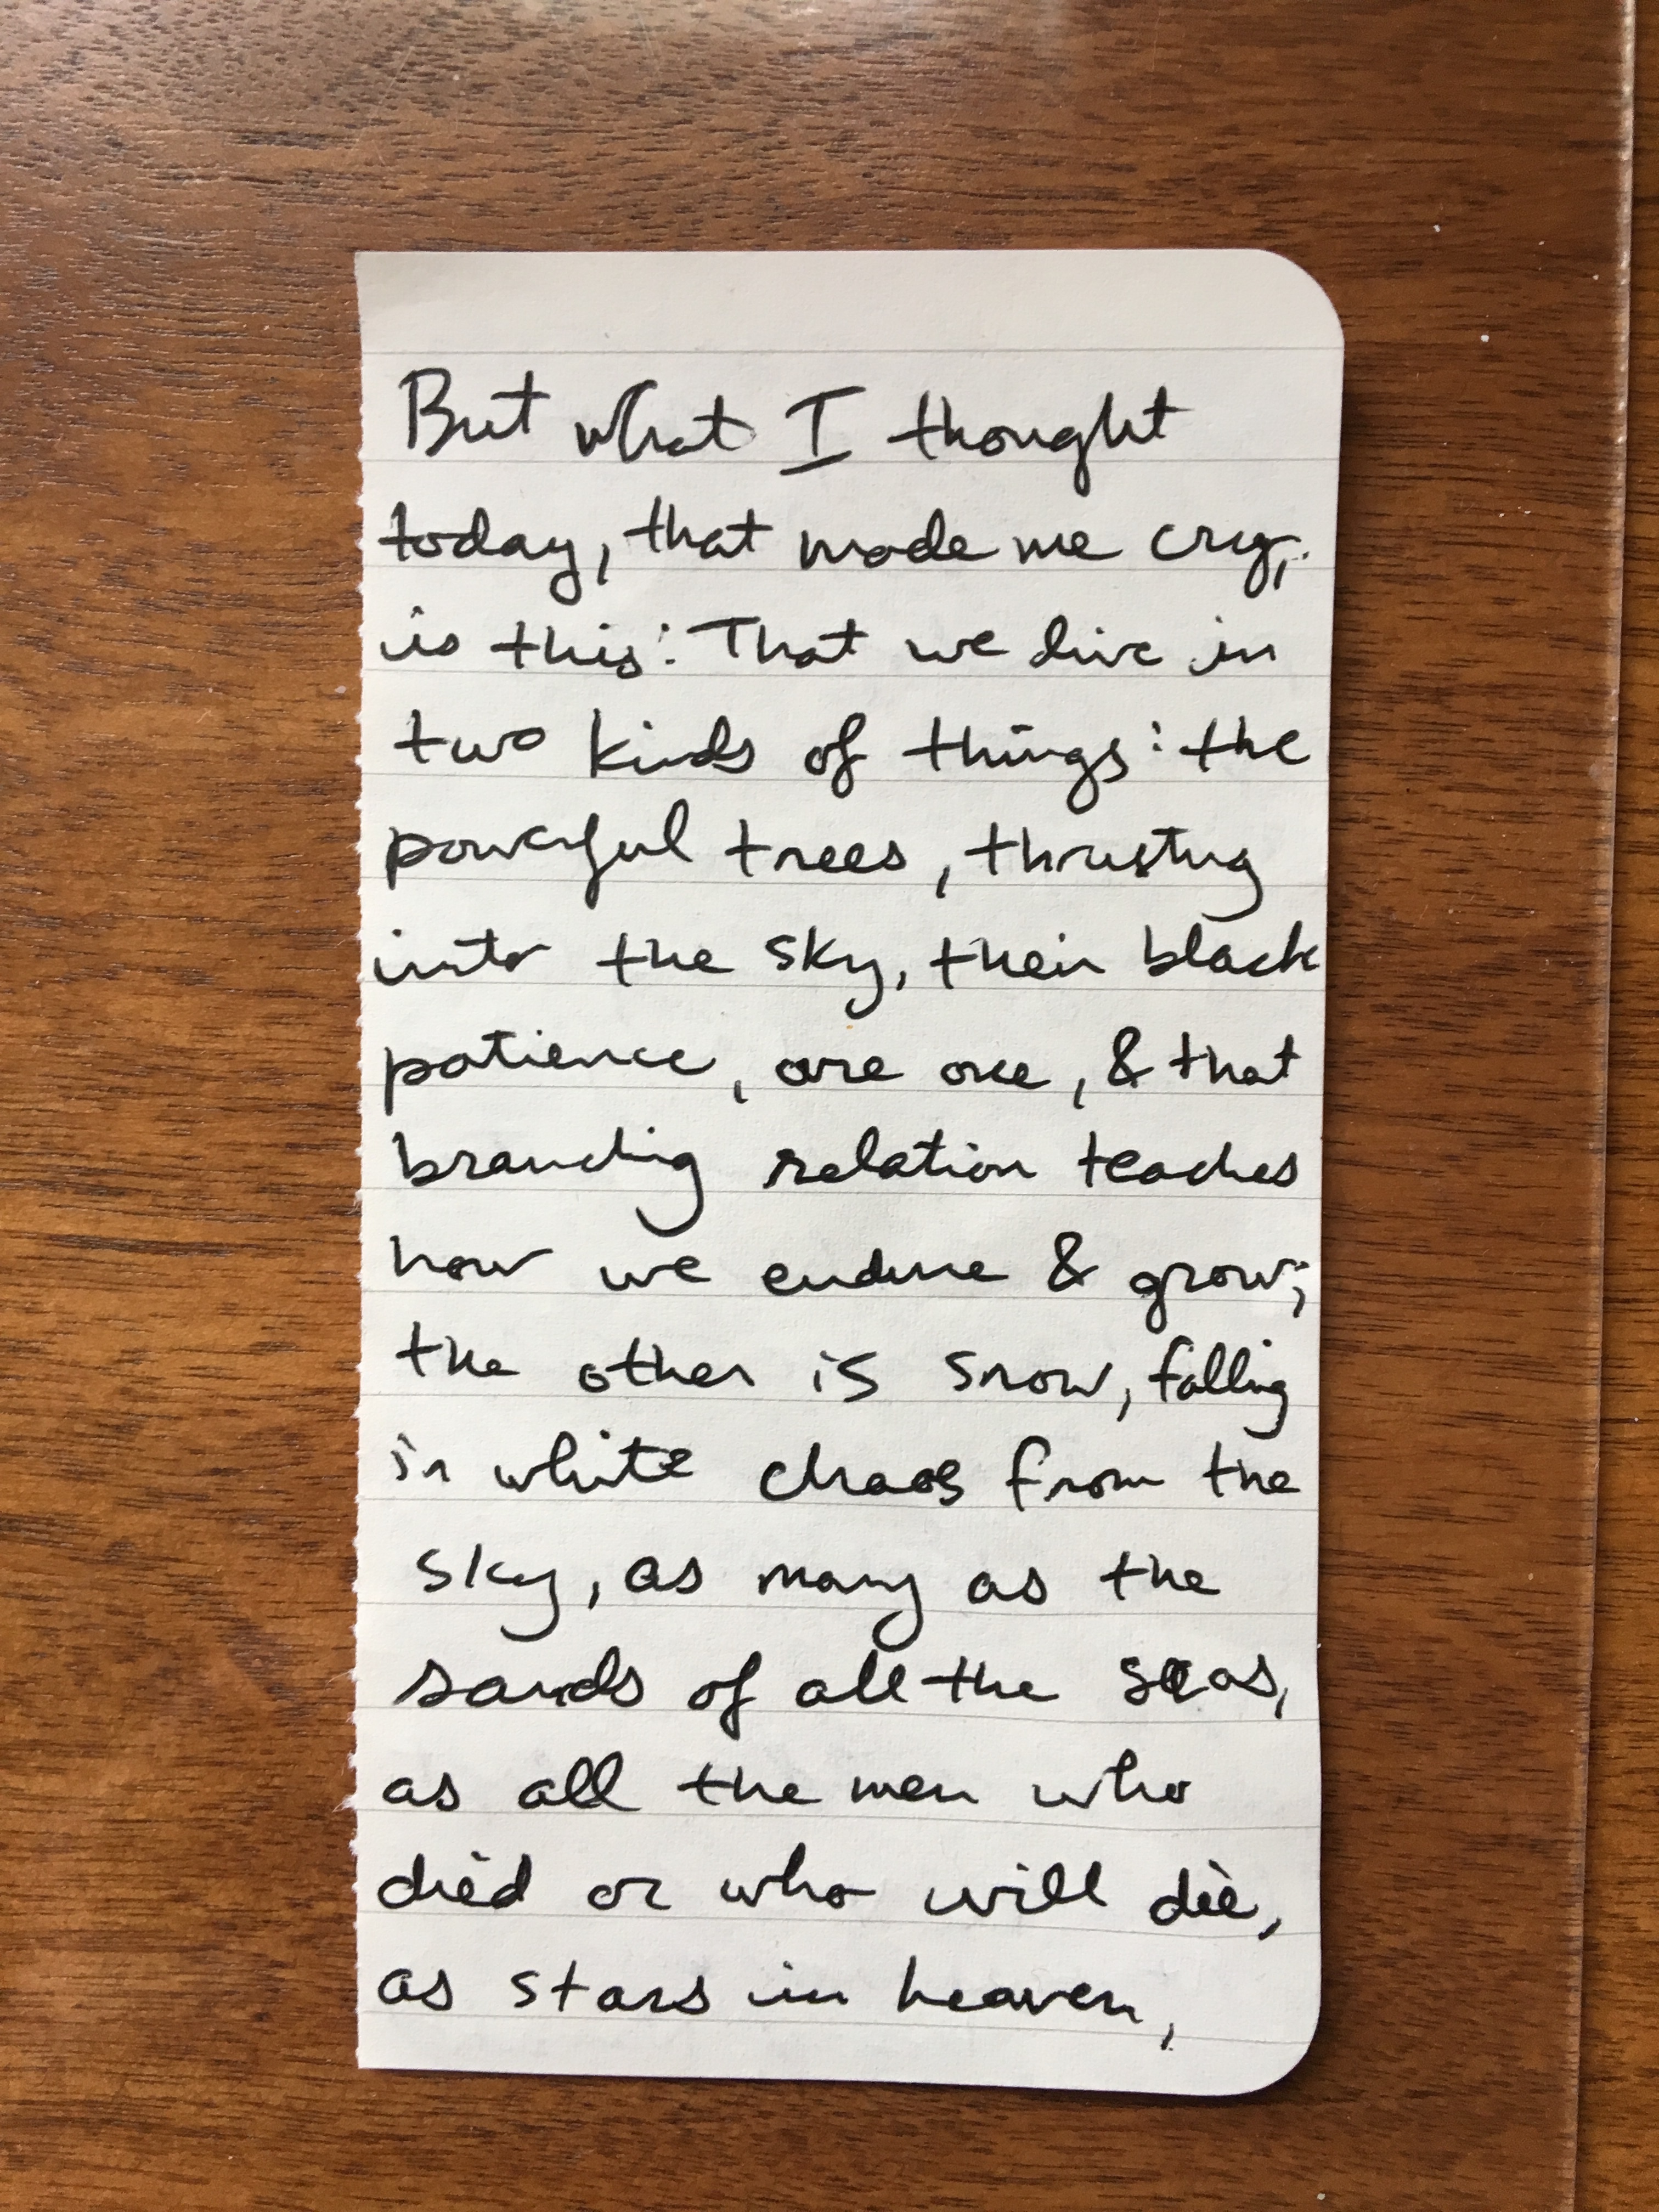 But what I thought
today, that made me cry,
is this: That we live in
two kinds of things: the
powerful trees, thrusting
into the sky, their black
patience, are one, & that
branching relation teaches
how we endure & grow;
the other is snow, falling
in white chaos from the
sky, as many as the
sands of all the seas,
as all the men who
died or who will die,
as stars in heaven,